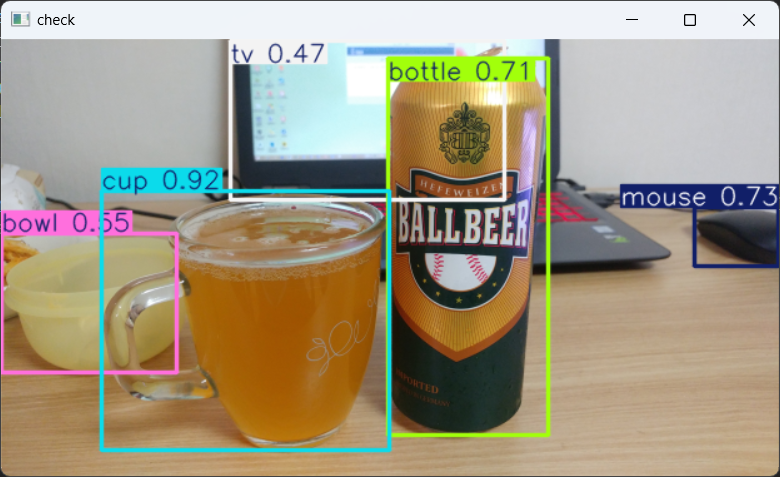 check
tv 0.47
bottle 0.71
cup 0.92
mouse 0.73
bowl 0.55
HEFEWEIZEN
BALLBEER
IMPORTED